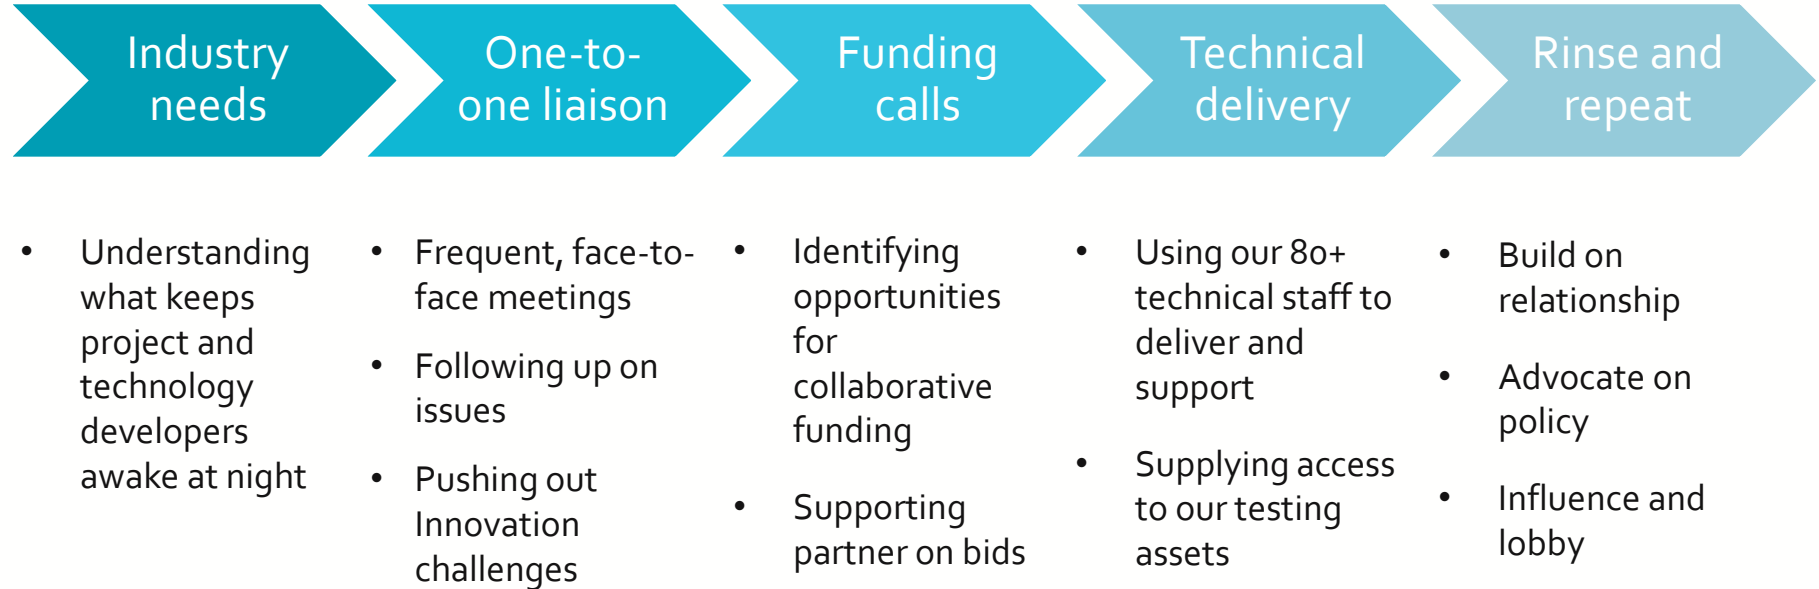 Industry
needs
One-to-
one liaison
Funding
calls
Technical
delivery
Rinse and
repeat
• Understanding
what keeps
project and
technology
developers
awake at night
• Frequent, face-to-
face meetings
• Following up on
issues
• Pushing out
Innovation
challenges
• Identifying
opportunities
for
collaborative
funding
• Supporting
partner on bids
• Using our 80+
technical staff to
deliver and
support
• Supplying access
to our testing
assets
• Build on
relationship
• Advocate on
policy
• Influence and
lobby